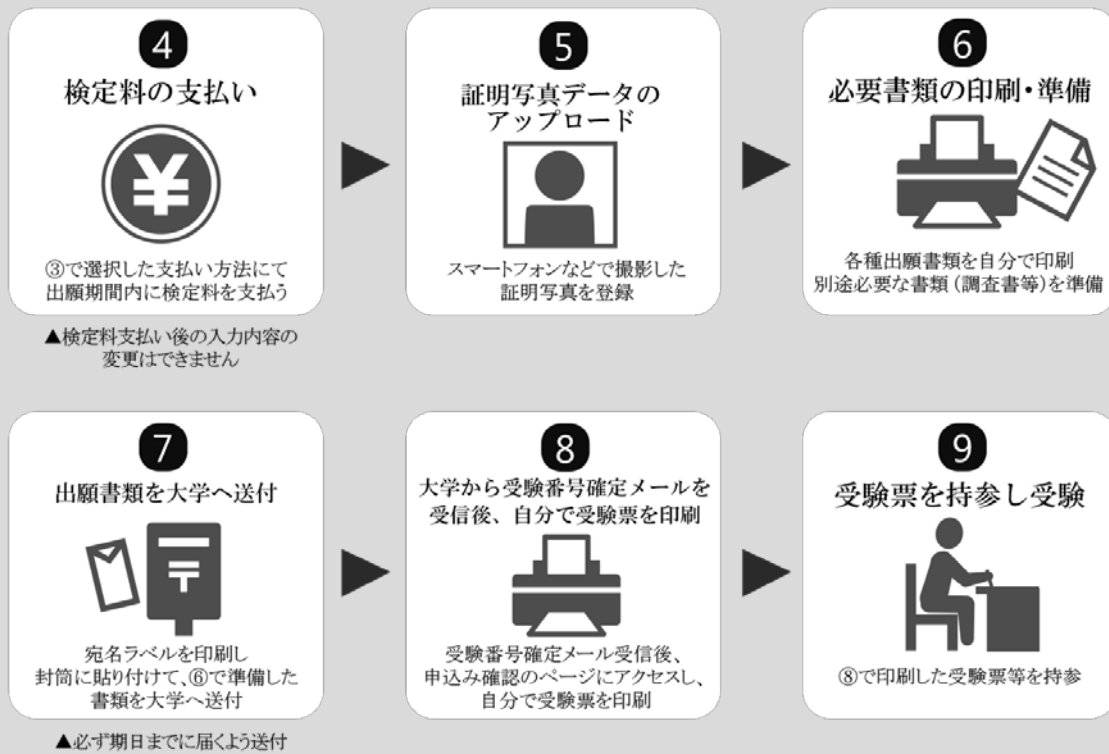 4
検定料の支払い
¥
③で選択した支払い方法にて
出願期間内に検定料を支払う
▲検定料支払い後の入力内容の
変更はできません
5
証明写真データの
アップロード
スマートフォンなどで撮影した
証明写真を登録
6
必要書類の印刷・準備
各種出願書類を自分で印刷
別途必要な書類(調査書等)を準備
7
出願書類を大学へ送付
〒
宛名ラベルを印刷し
封筒に貼り付けて、⑥で準備した
書類を大学へ送付
▲必ず期日までに届くよう送付
8
大学から受験番号確定メールを
受信後、自分で受験票を印刷
受験番号確定メール受信後、
申込み確認のページにアクセスし、
自分で受験票を印刷
9
受験票を持参し受験
⑧で印刷した受験票等を持参